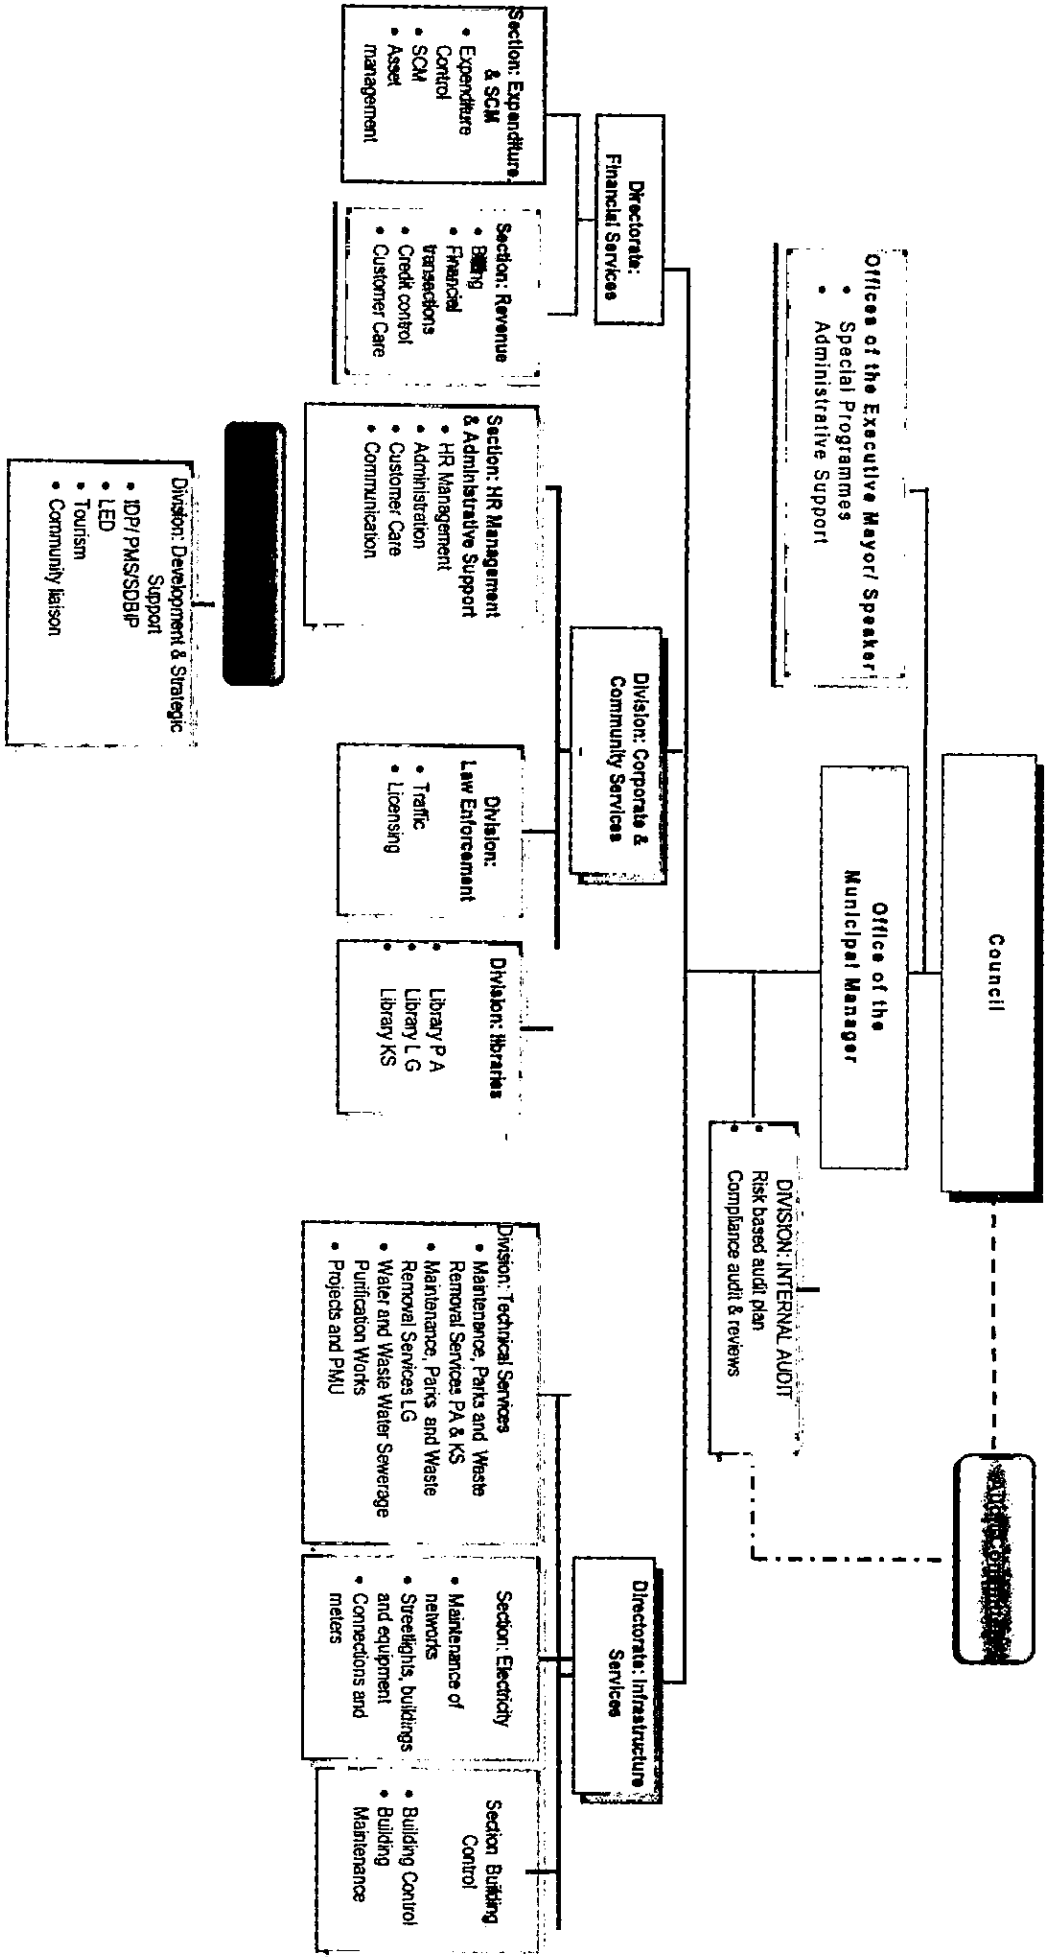 Council
Offices of the Executive Mayor/ Speaker
• Special Programmes
• Administrative Support
Office of the
Municipal Manager
DIVISION: INTERNAL AUDIT
• Risk based audit plan
• Compliance audit & reviews
Directorate:
Financial Services
Division: Corporate &
Community Services
Directorate: Infrastructure
Services
Section: Expenditure
& SCM
• Expenditure
Control
• SCM
• Asset
management
Section: Revenue
• Billing
• Financial
transactions
• Credit control
• Customer Care
Section: HR Management
& Administrative Support
• HR Management
• Administration
• Customer Care
• Communication
Division:
Law Enforcement
• Traffic
• Licensing
Division: libraries
• Library P A
• Library LG
• Library KS
Division: Technical Services
• Maintenance, Parks and Waste
Removal Services PA & KS
• Maintenance, Parks and Waste
Removal Services LG
• Water and Waste Water Sewerage
Purification Works
• Projects and PMU
Section: Electricity
• Maintenance of
networks
• Streetlights, buildings
and equipment
• Connections and
meters
Section Building
Control
• Building Control
• Building
Maintenance
Division: Development & Strategic
Support
• IDP/ PMS/SDBIP
• LED
• Tourism
• Community liaison